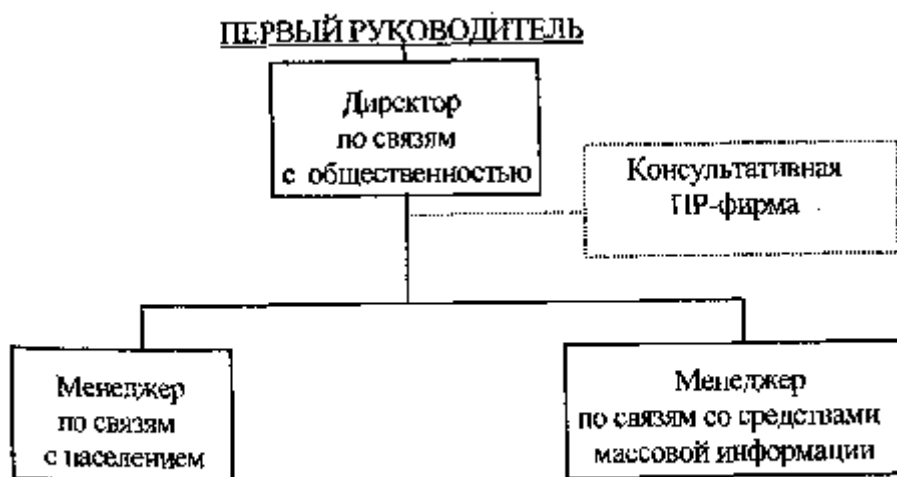 ПЕРВЫЙ РУКОВОДИТЕЛЬ
Директор
по связям
с общественностью
Консультативная
ПР-фирма
Менеджер
по связям
с населением
Менеджер
по связям со средствами
массовой информации